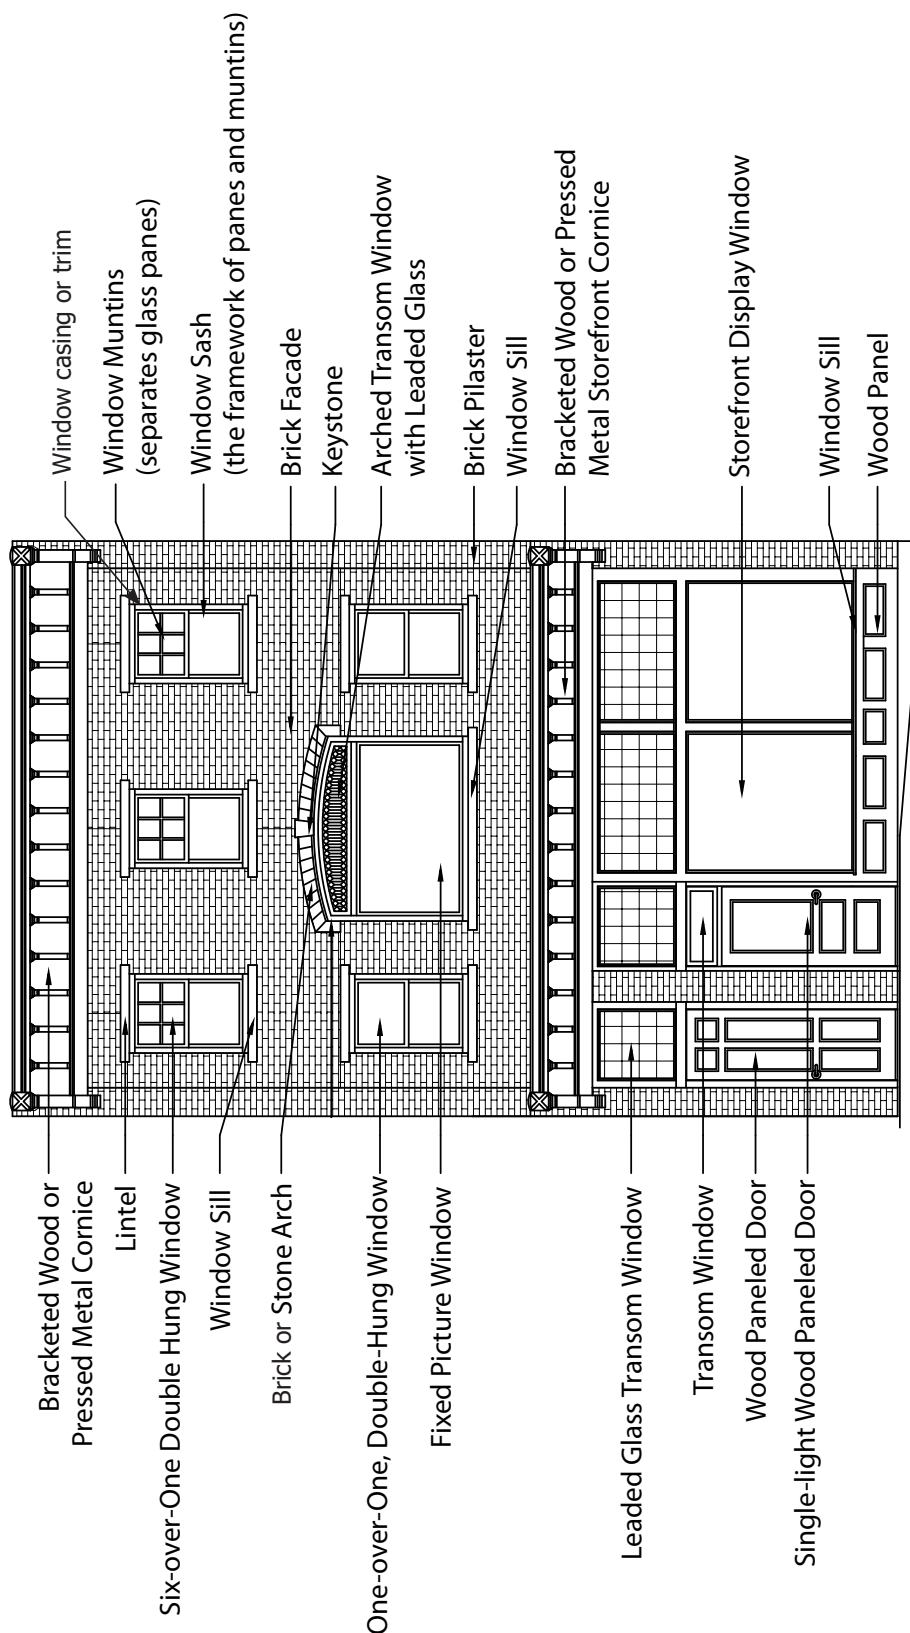 Bracketed Wood or
Pressed Metal Cornice
Lintel
Six-over-One Double Hung Window
Window Sill
Brick or Stone Arch
One-over-One, Double-Hung Window
Fixed Picture Window
Leaded Glass Transom Window
Transom Window
Wood Paneled Door
Single-light Wood Paneled Door
Window casing or trim
Window Muntins
(separates glass panes)
Window Sash
(the framework of panes and muntins)
Brick Facade
Keystone
Arched Transom Window
with Leaded Glass
Brick Pilaster
Window Sill
Bracketed Wood or Pressed
Metal Storefront Cornice
Storefront Display Window
Window Sill
Wood Panel